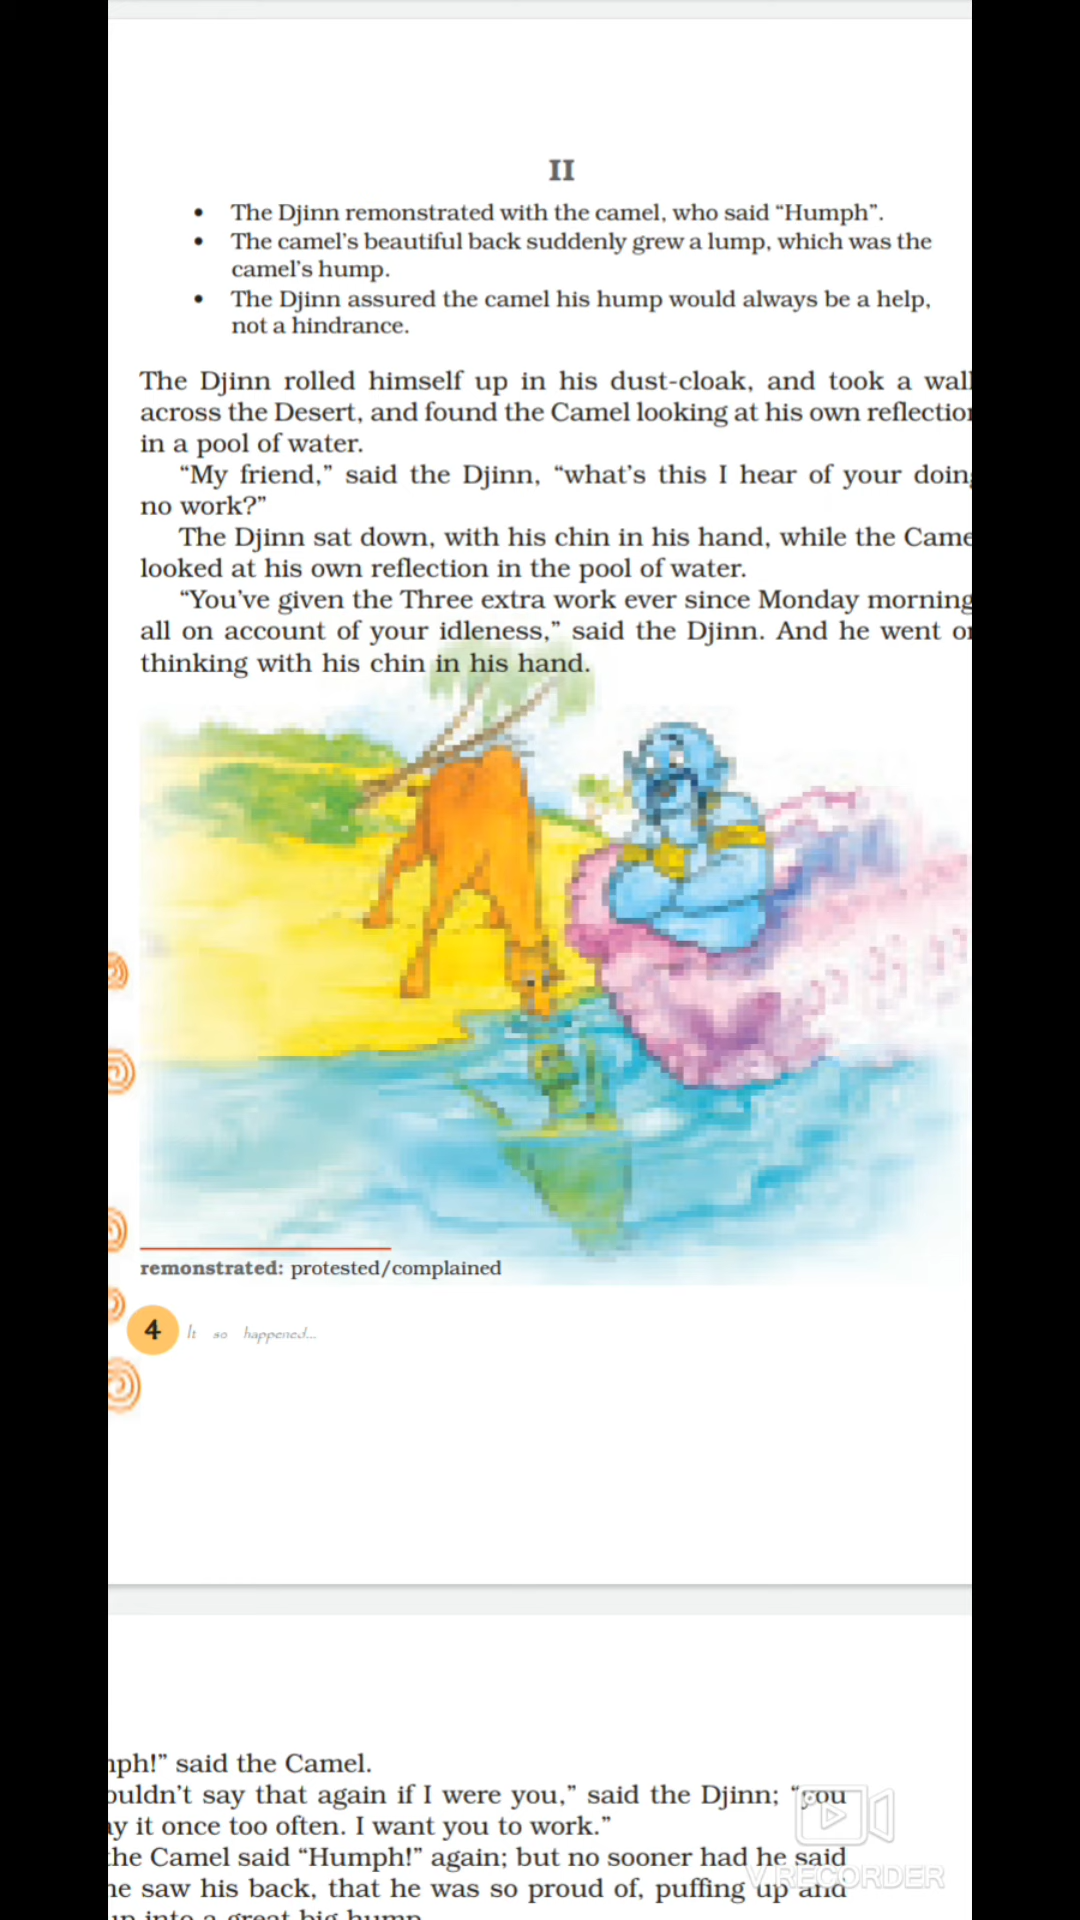 II
• The Djinn remonstrated with the camel, who said “Humph”.
• The camel’s beautiful back suddenly grew a lump, which was the
camel’s hump.
• The Djinn assured the camel his hump would always be a help,
not a hindrance.
The Djinn rolled himself up in his dust-cloak, and took a
across the Desert, and found the Camel looking at his own
in a pool of water.
“My friend,” said the Djinn, “what’s this I hear of your
no work?”
The Djinn sat down, with his chin in his hand, while the
looked at his own reflection in the pool of water.
“You’ve given the Three extra work ever since Monday morning
all on account of your idleness,” said the Djinn. And he went
thinking with his chin in his hand.
remonstrated: protested/complained
4 It so happened...
said the Camel.
say that again if I were you,” said the Djinn; “you
it once too often. I want you to work.”
the Camel said “Humph!” again; but no sooner had he said
he saw his back, that he was so proud of, puffing up and
into a great big hump.
V RECORDER